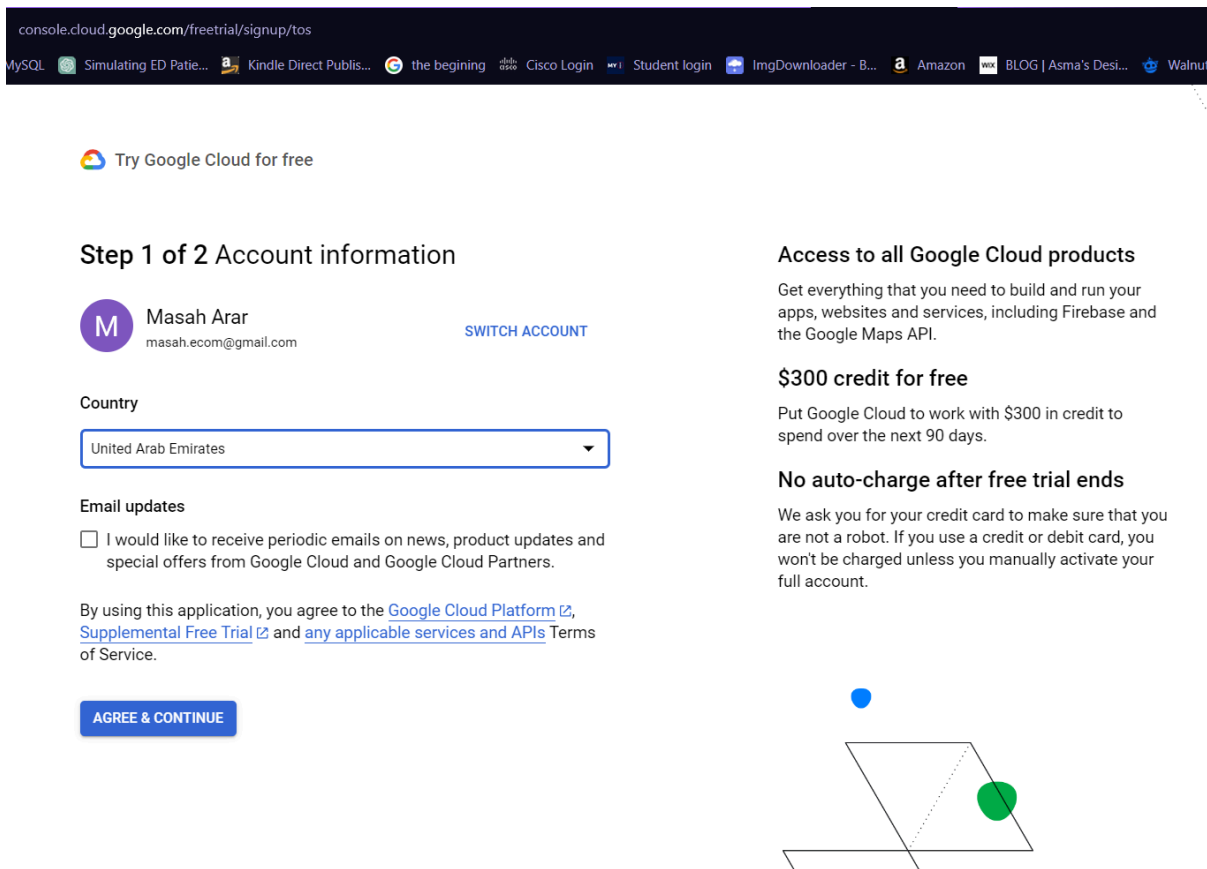 console.cloud.google.com/freetrial/signup/tos
MySQL Simulating ED Patie... Kindle Direct Publis... the begining Cisco Login Student login ImgDownloader - B... Amazon BLOG | Asma's Desi... Walnut
Try Google Cloud for free
Step 1 of 2 Account information
M
Masah Arar
masah.ecom@gmail.com
SWITCH ACCOUNT
Country
United Arab Emirates
Email updates
I would like to receive periodic emails on news, product updates and
special offers from Google Cloud and Google Cloud Partners.
By using this application, you agree to the Google Cloud Platform,
Supplemental Free Trial and any applicable services and APIs Terms
of Service.
AGREE & CONTINUE
Access to all Google Cloud products
Get everything that you need to build and run your
apps, websites and services, including Firebase and
the Google Maps API.
$300 credit for free
Put Google Cloud to work with $300 in credit to
spend over the next 90 days.
No auto-charge after free trial ends
We ask you for your credit card to make sure that you
are not a robot. If you use a credit or debit card, you
won't be charged unless you manually activate your
full account.